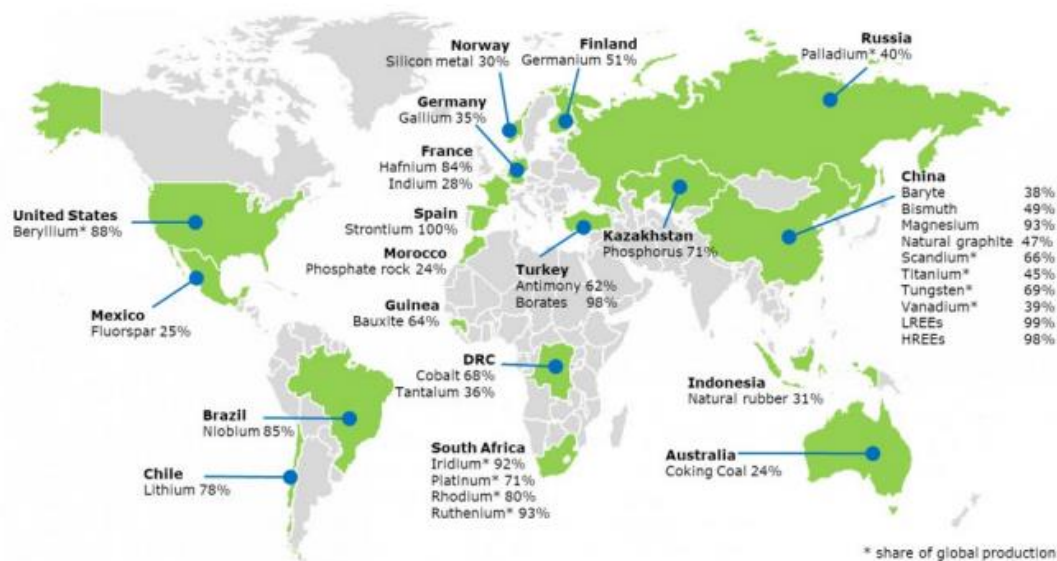 Norway
Silicon metal 30%
Finland
Germanium 51%
Russia
Palladium* 40%
Germany
Gallium 35%
France
Hafnium 84%
Indium 28%
United States
Beryllium* 88%
Spain
Strontium 100%
Morocco
Phosphate rock 24%
Turkey
Antimony 62%
Borates 98%
Kazakhstan
Phosphorus 71%
China
Baryte 38%
Bismuth 49%
Magnesium 93%
Natural graphite 47%
Scandium* 66%
Titanium* 45%
Tungsten* 69%
Vanadium* 39%
LREEs 99%
HREEs 98%
Mexico
Fluorspar 25%
Guinea
Bauxite 64%
DRC
Cobalt 68%
Tantalum 36%
Indonesia
Natural rubber 31%
Brazil
Niobium 85%
Chile
Lithium 78%
South Africa
Iridium* 92%
Platinum* 71%
Rhodium* 80%
Ruthenium* 93%
Australia
Coking Coal 24%
* share of global production